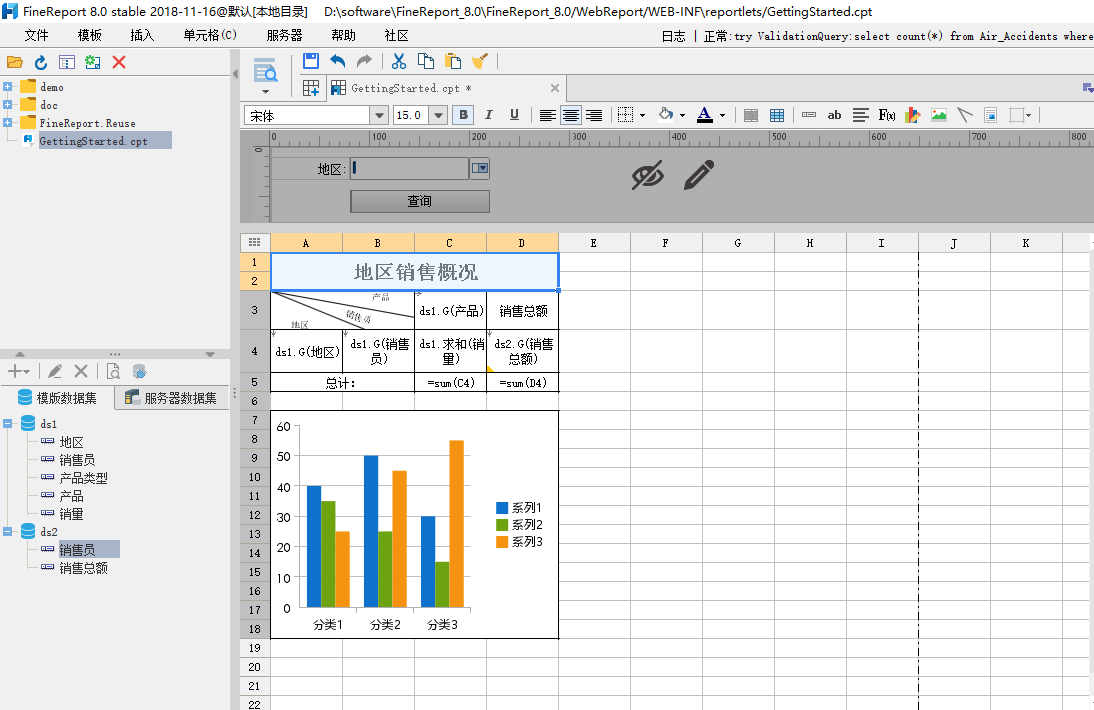 FineReport 8.0 stable 2018-11-16@默认[本地目录] D:\software\FineReport_8.0\FineReport_8.0/WebReport/WEB-INF\reportlets/GettingStarted.cpt
文件 模板 插入 单元格(C) 服务器 帮助 社区 日志 | 正常:try ValidationQuery:select count(*) from Air_Accidents where
demo
doc
FineReport.Reuse
GettingStarted.cpt
GettingStarted.cpt *
宋体 15.0 B I U A ab F(x)
0 100 200 300 400 500 600 700 800
0
地区:
查询
A B C D E F G H I J K
1
地区销售概况
2
产品
销售员
地区
3 ds1.G(产品) 销售总额
4 ds1.G(地区) ds1.G(销售员) ds1.求和(销量) ds2.G(销售总额)
5 总计: =sum(C4) =sum(D4)
6
7
8
9
10
11
12
13
14
15
16
17
18
19
20
21
22
60
50
40
30
20
10
0
分类1 分类2 分类3
系列1
系列2
系列3
模版数据集 服务器数据集
ds1
地区
销售员
产品类型
产品
销量
ds2
销售员
销售总额